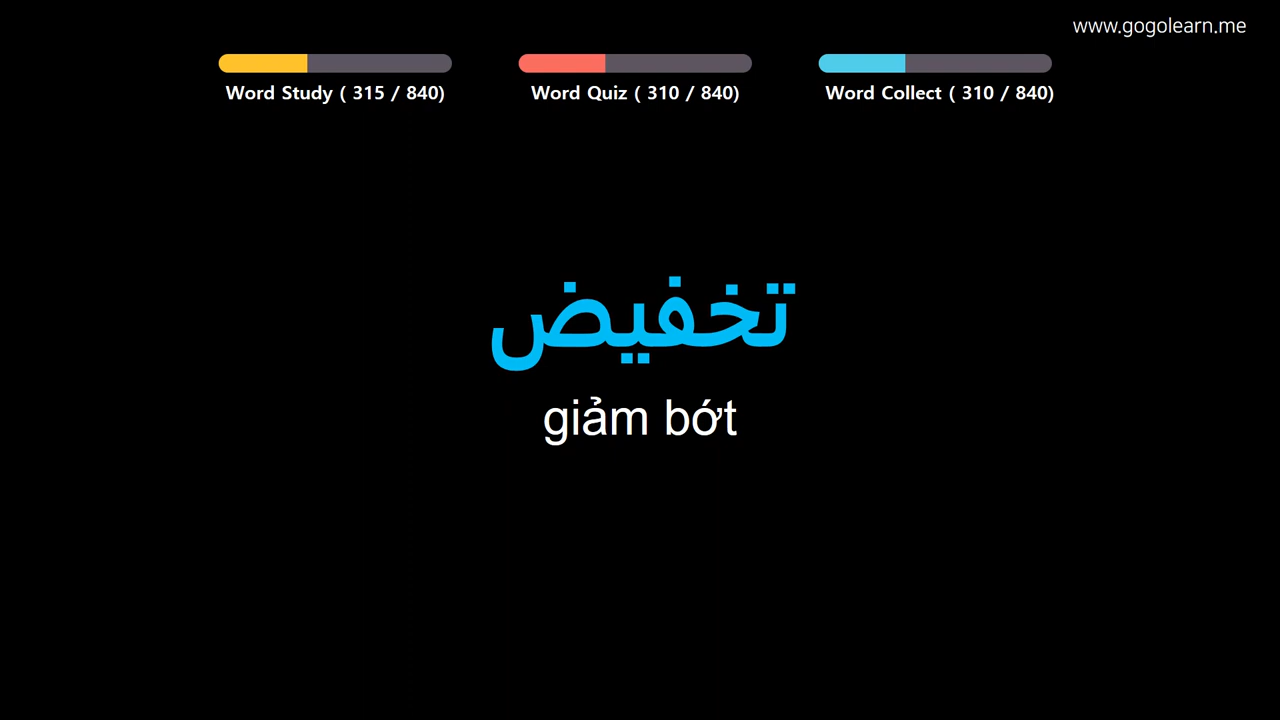 www.gogolearn.me
Word Study ( 315 / 840)
Word Quiz ( 310 / 840)
Word Collect ( 310 / 840)
تخفيض
giảm bớt